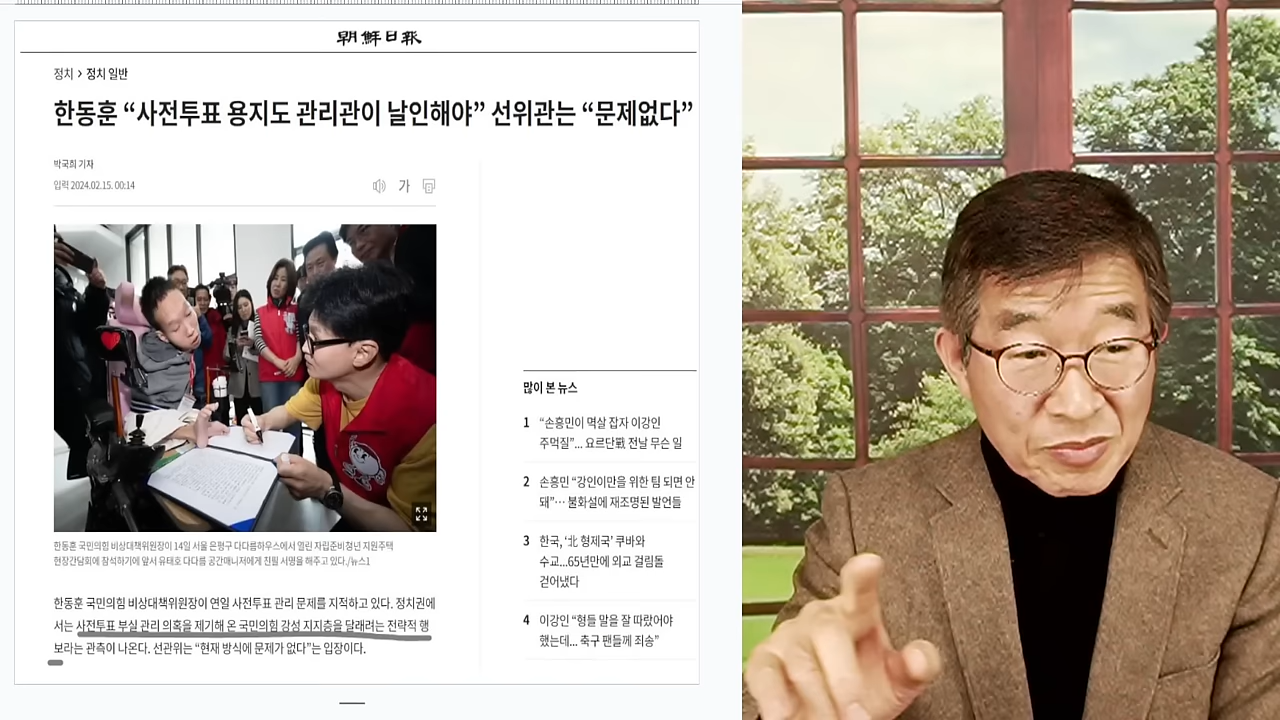 朝鮮日報
정치 > 정치 일반
한동훈 “사전투표 용지도 관리관이 날인해야” 선위관는 “문제없다”
박국희 기자
입력 2024.02.15. 00:14
가
한동훈 국민의힘 비상대책위원장이 14일 서울 은평구 다다름하우스에서 열린 자립준비청년 지원주택
현장간담회에 참석하기에 앞서 유태호 다다름 공간매니저에게 친필 서명을 해주고 있다./뉴스1
한동훈 국민의힘 비상대책위원장이 연일 사전투표 관리 문제를 지적하고 있다. 정치권에
서는 사전투표 부실 관리 의혹을 제기해 온 국민의힘 강성 지지층을 달래려는 전략적 행
보라는 관측이 나온다. 선관위는 “현재 방식에 문제가 없다”는 입장이다.
많이 본 뉴스
1 “손흥민이 멱살 잡자 이강인
주먹질”... 요르단戰 전날 무슨 일
2 손흥민 “강인이만을 위한 팀 되면 안
돼”… 불화설에 재조명된 발언들
3 한국, ‘北 형제국’ 쿠바와
수교...65년만에 외교 걸림돌
걷어냈다
4 이강인 “형들 말을 잘 따랐어야
했는데... 축구 팬들께 죄송”